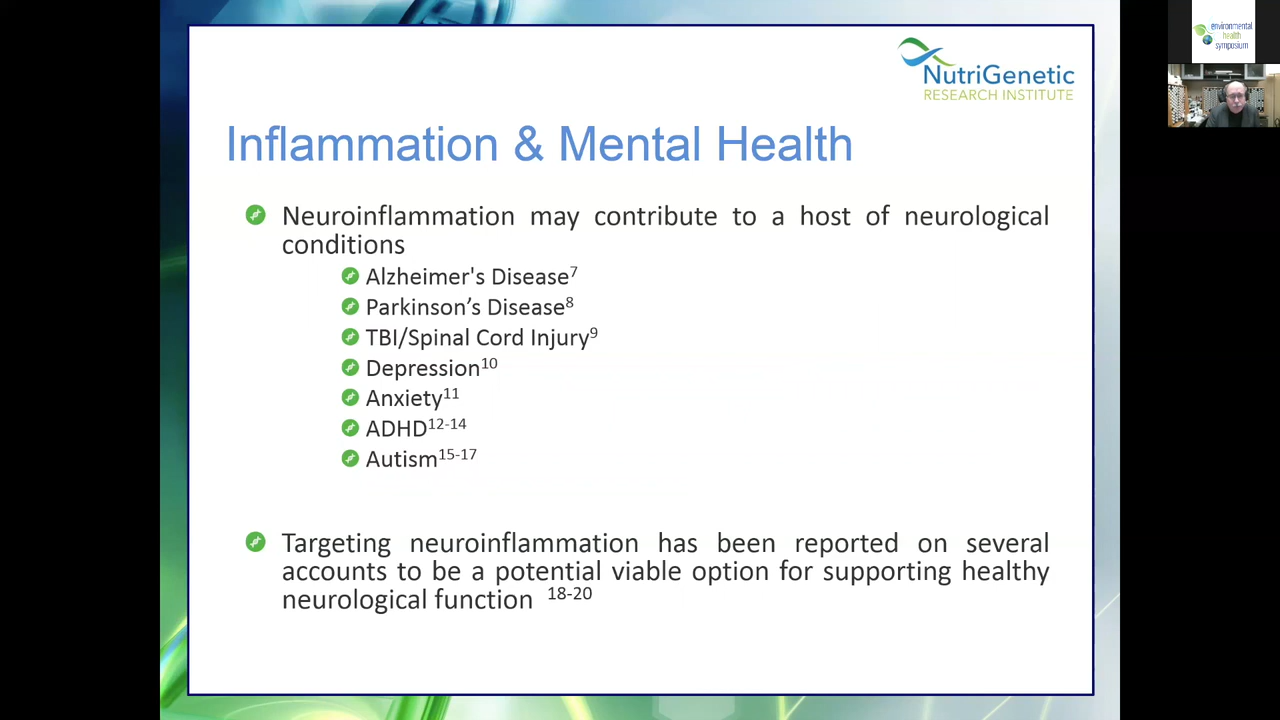 environmental
health
symposium
NutriGenetic
RESEARCH INSTITUTE
Inflammation & Mental Health
Neuroinflammation may contribute to a host of neurological
conditions
Alzheimer's Disease7
Parkinson’s Disease8
TBI/Spinal Cord Injury9
Depression10
Anxiety11
ADHD12-14
Autism15-17
Targeting neuroinflammation has been reported on several
accounts to be a potential viable option for supporting healthy
neurological function 18-20